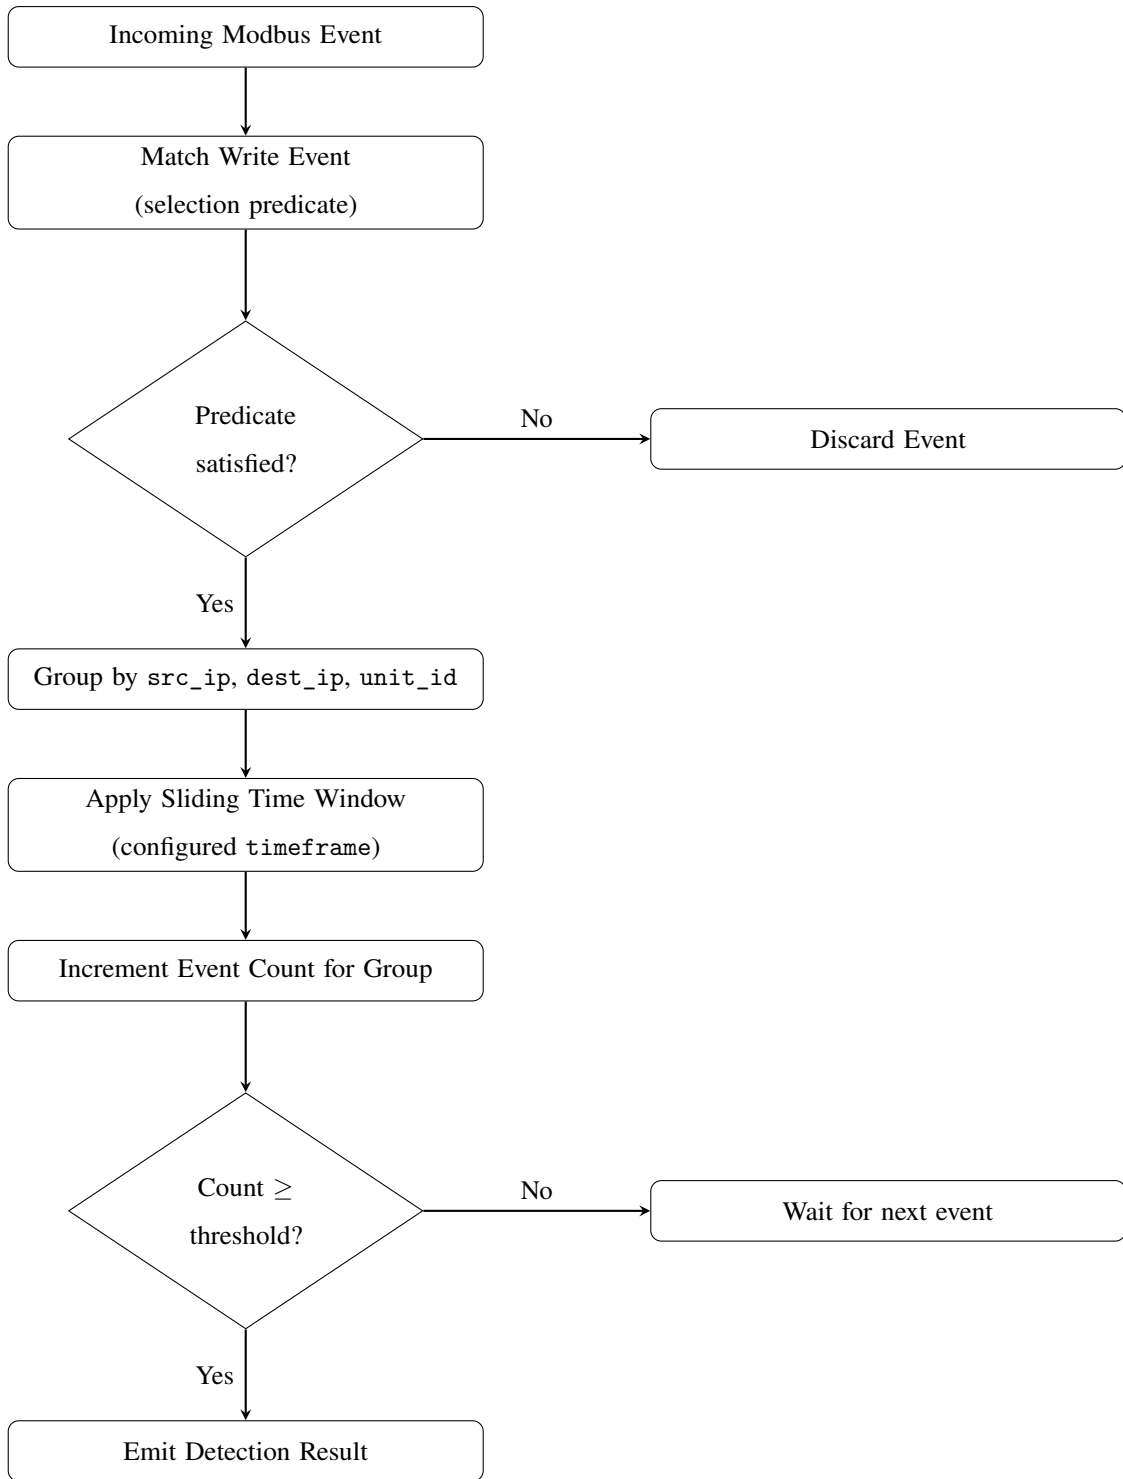 Incoming Modbus Event
Match Write Event
(selection predicate)
Predicate
satisfied?
No
Discard Event
Yes
Group by src_ip, dest_ip, unit_id
Apply Sliding Time Window
(configured timeframe)
Increment Event Count for Group
Count ≥
threshold?
No
Wait for next event
Yes
Emit Detection Result